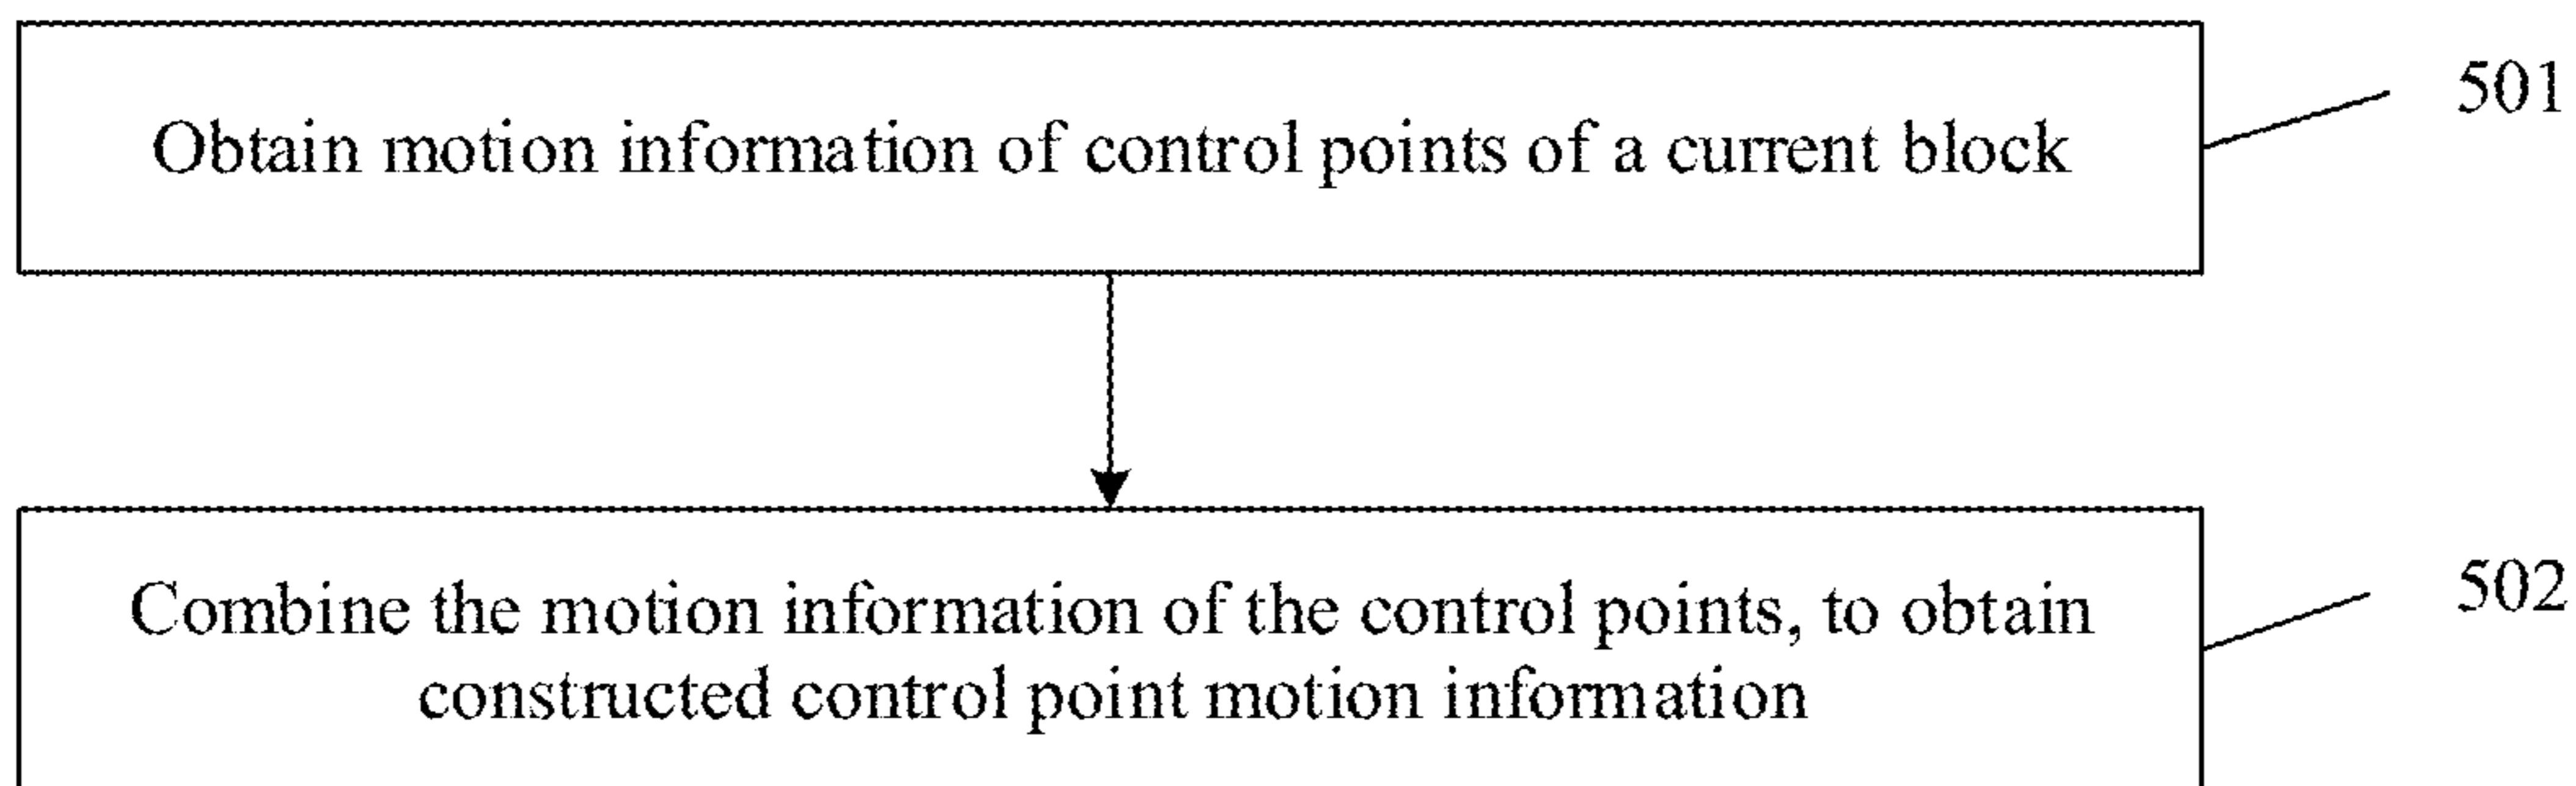 Obtain motion information of control points of a current block
501
Combine the motion information of the control points, to obtain
constructed control point motion information
502